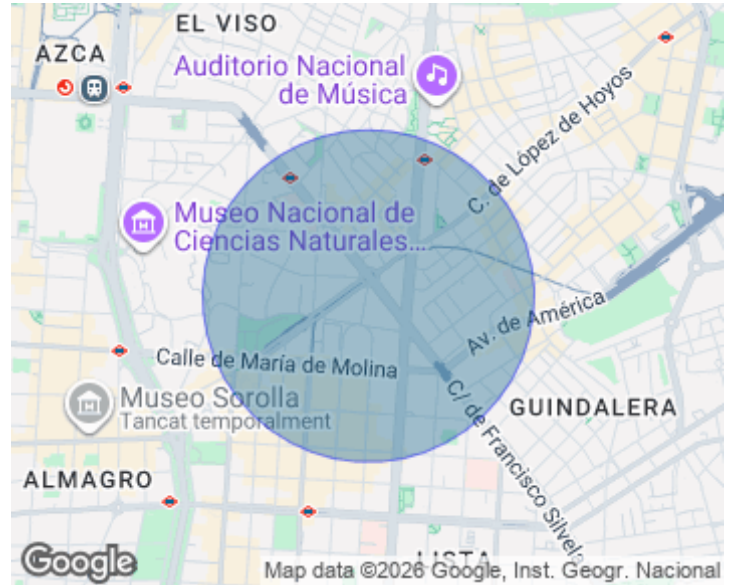 EL VISO
AZCA
Auditorio Nacional
de Música
C. de López de Hoyos
Museo Nacional de
Ciencias Naturales...
Av. de América
Calle de María de Molina
Museo Sorolla
Tancat temporalment
C/ de Francisco Silvela
GUINDALERA
ALMAGRO
LISTA
Google
Map data ©2026 Google, Inst. Geogr. Nacional